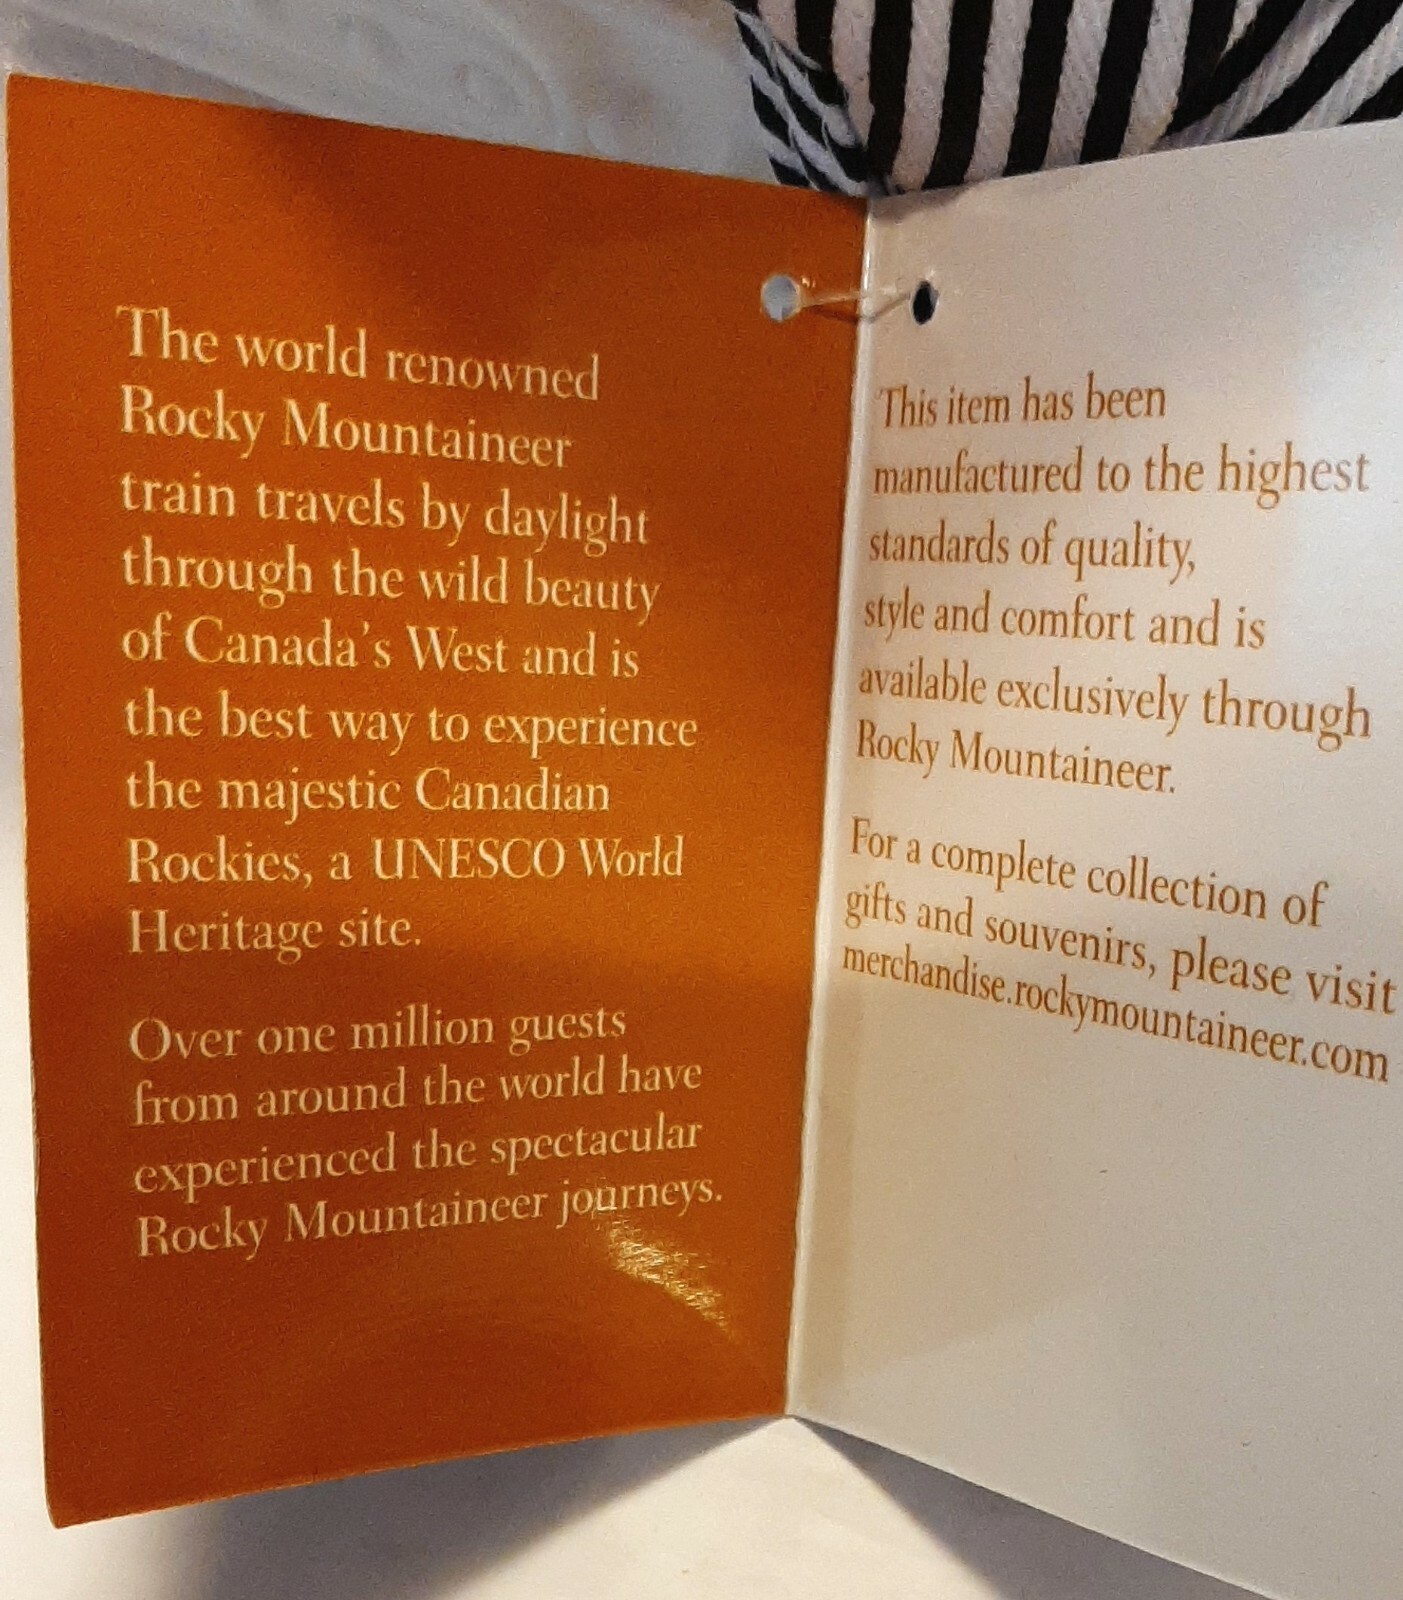 The world renowned
Rocky Mountaineer
train travels by daylight
through the wild beauty
of Canada's West and is
the best way to experience
the majestic Canadian
Rockies, a UNESCO World
Heritage site.
Over one million guests
from around the world have
experienced the spectacular
Rocky Mountaineer journeys.
This item has been
manufactured to the highest
standards of quality,
style and comfort and is
available exclusively through
Rocky Mountaineer.
For a complete collection of
gifts and souvenirs, please visit
merchandise.rockymountaineer.com